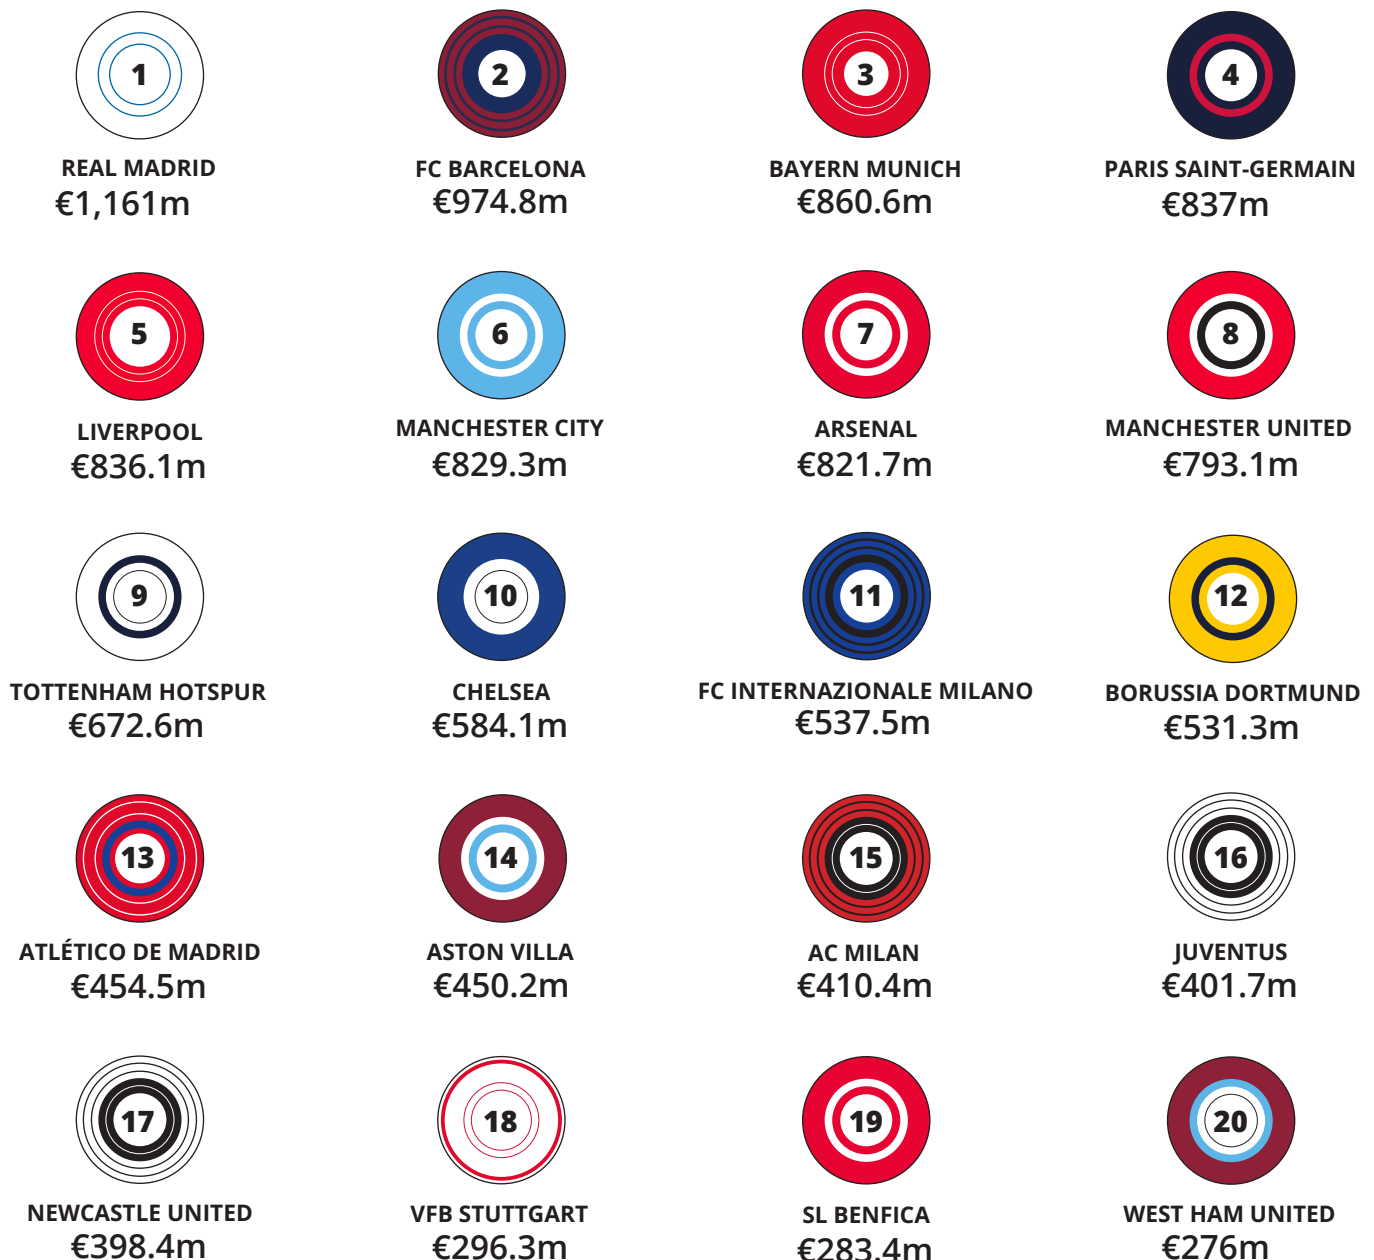 1
REAL MADRID
€1,161m
2
FC BARCELONA
€974.8m
3
BAYERN MUNICH
€860.6m
4
PARIS SAINT-GERMAIN
€837m
5
LIVERPOOL
€836.1m
6
MANCHESTER CITY
€829.3m
7
ARSENAL
€821.7m
8
MANCHESTER UNITED
€793.1m
9
TOTTENHAM HOTSPUR
€672.6m
10
CHELSEA
€584.1m
11
FC INTERNAZIONALE MILANO
€537.5m
12
BORUSSIA DORTMUND
€531.3m
13
ATLÉTICO DE MADRID
€454.5m
14
ASTON VILLA
€450.2m
15
AC MILAN
€410.4m
16
JUVENTUS
€401.7m
17
NEWCASTLE UNITED
€398.4m
18
VFB STUTTGART
€296.3m
19
SL BENFICA
€283.4m
20
WEST HAM UNITED
€276m